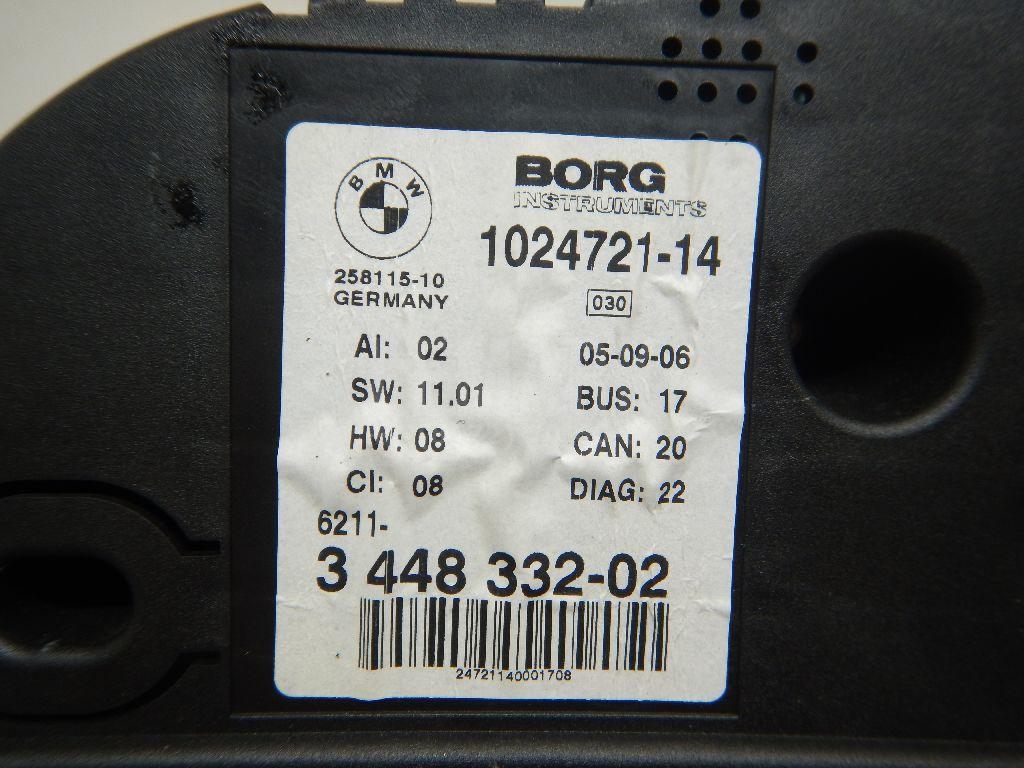 BMW
BORG
INSTRUMENTS
1024721-14
258115-10
GERMANY
030
AI: 02
05-09-06
SW: 11.01
BUS: 17
HW: 08
CAN: 20
CI: 08
DIAG: 22
6211-
3 448 332-02
24721140001708